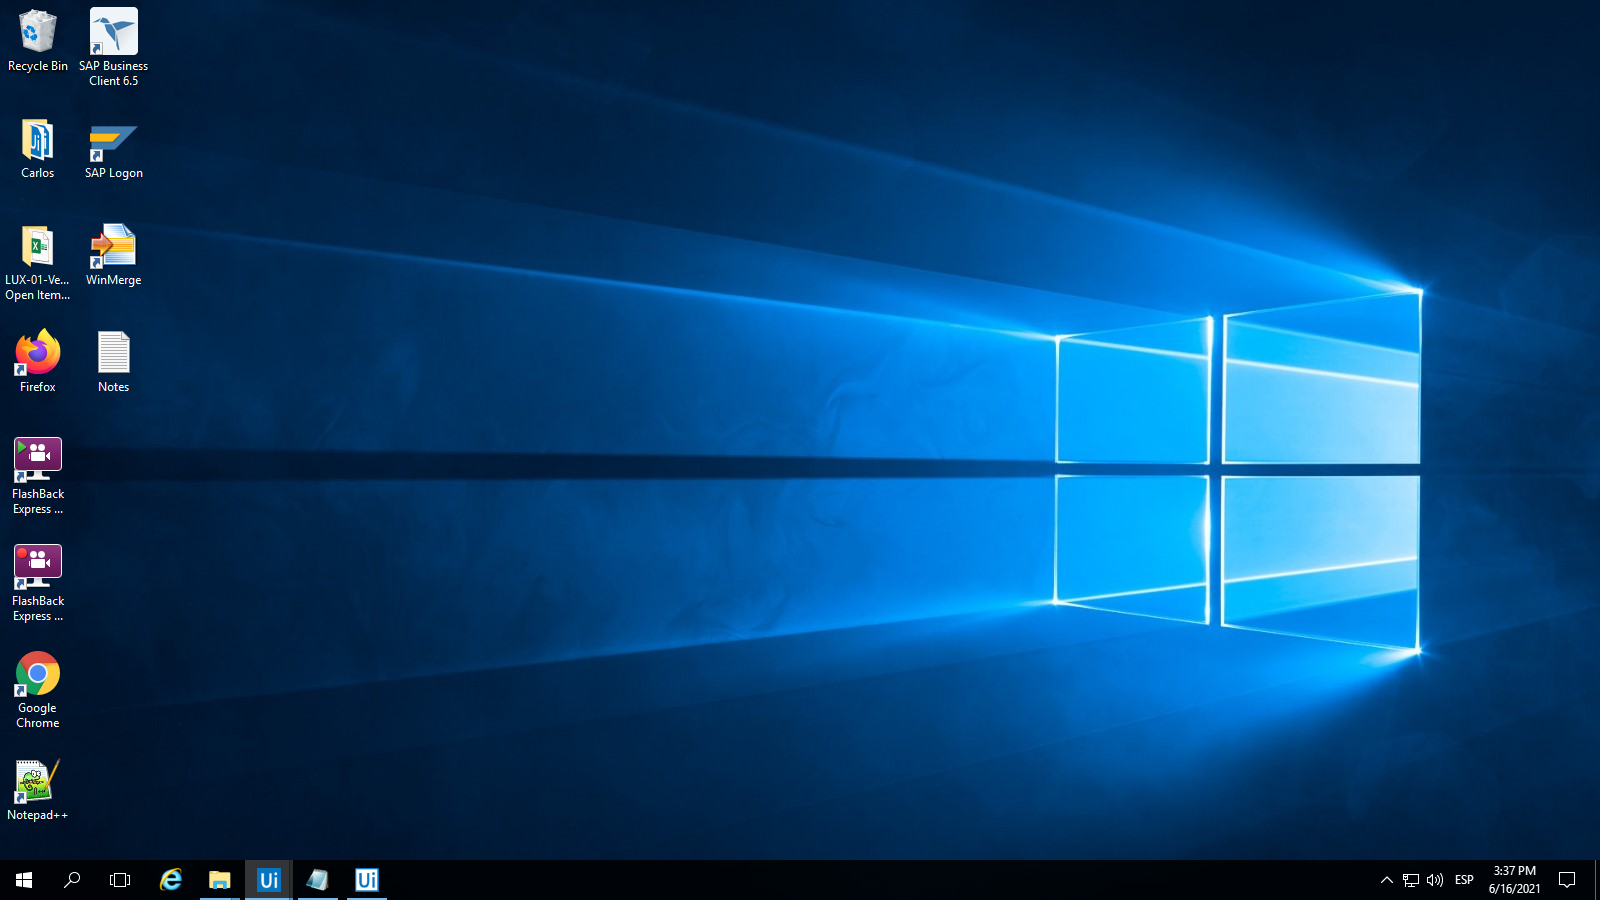 Recycle Bin
SAP Business
Client 6.5
Carlos
SAP Logon
LUX-01-Ve...
Open Item...
WinMerge
Firefox
Notes
FlashBack
Express ...
FlashBack
Express ...
Google
Chrome
Notepad++
Ui
Ui
ESP
3:37 PM
6/16/2021